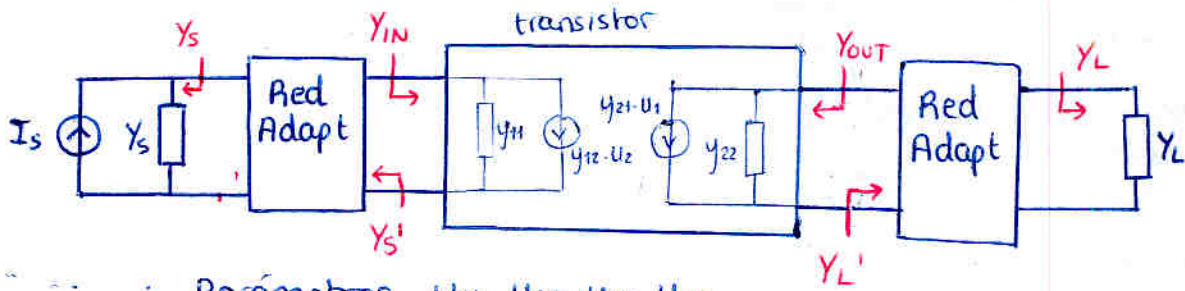 transistor
Ys YIN YOUT YL
Is Ys Red Adapt y11 y12·U2 y21·U1 y22 Red Adapt YL
Ys' YL'
Parámetros